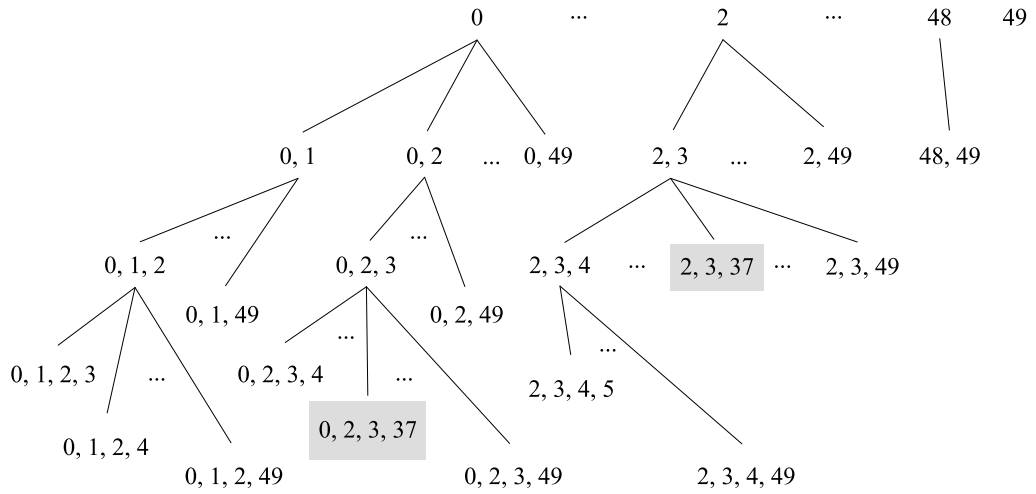 0 ... 2 ... 48 49
0, 1 0, 2 ... 0, 49 2, 3 ... 2, 49 48, 49
... ...
0, 1, 2 0, 2, 3 2, 3, 4 ... 2, 3, 37 ... 2, 3, 49
0, 1, 49 0, 2, 49
... ...
0, 1, 2, 3 ... 0, 2, 3, 4 ... 2, 3, 4, 5
0, 1, 2, 4 0, 2, 3, 37
0, 1, 2, 49 0, 2, 3, 49 2, 3, 4, 49